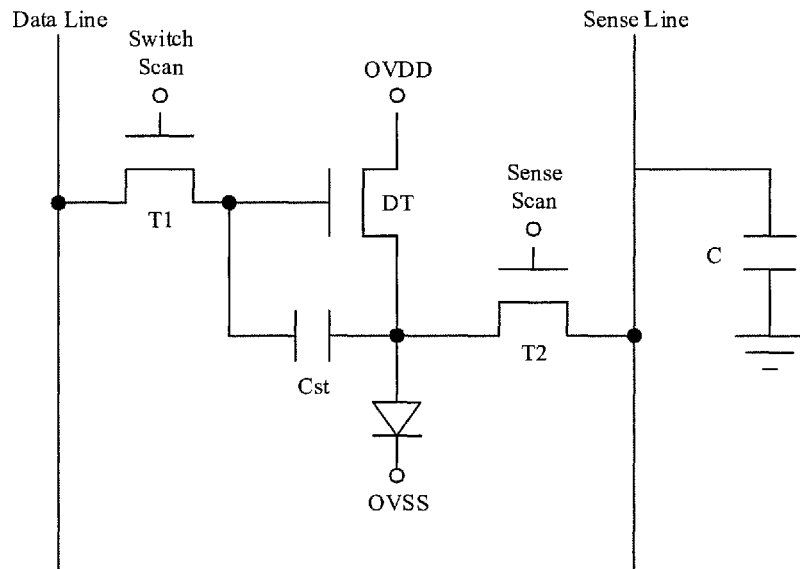 Data Line
Sense Line
Switch
Scan
OVDD
Sense
Scan
DT
T1
C
T2
Cst
OVSS